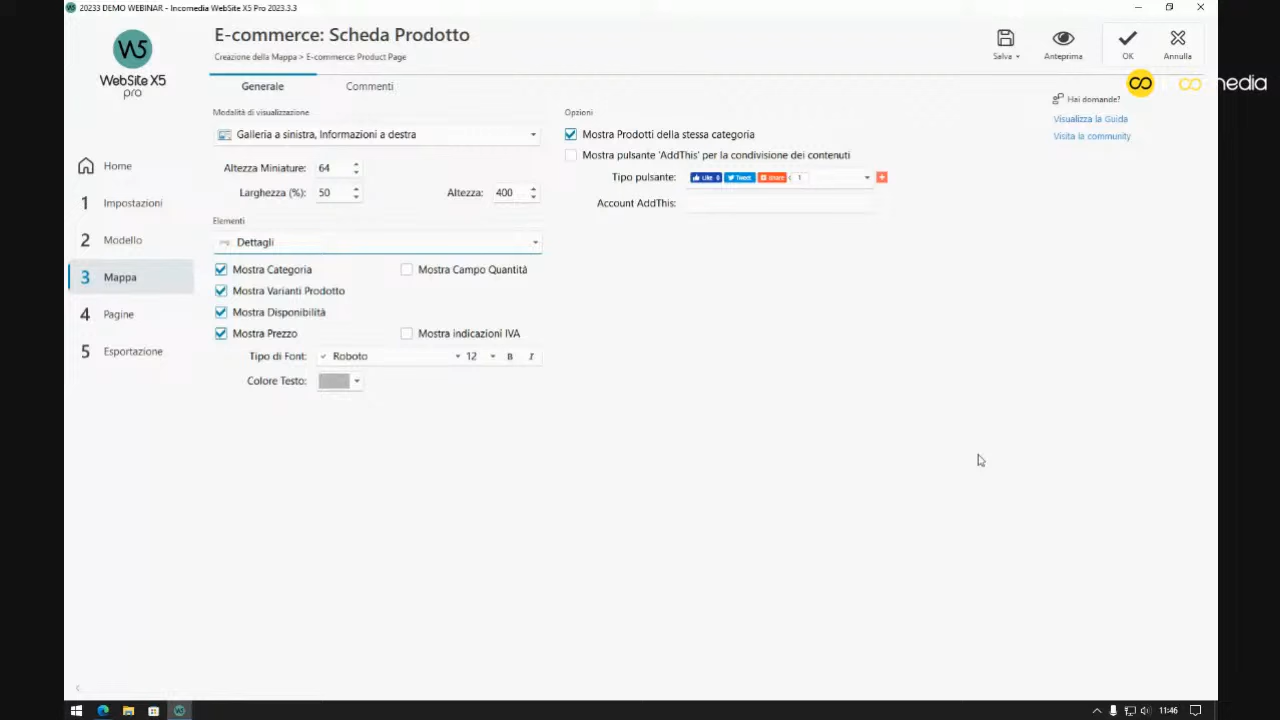 20233 DEMO WEBINAR - Incomedia WebSite X5 Pro 2023.3.3
W5
WebSite X5
pro
E-commerce: Scheda Prodotto
Creazione della Mappa > E-commerce: Product Page
Salva
Anteprima
OK
Annulla
media
Hai domande?
Visualizza la Guida
Visita la community
Home
1 Impostazioni
2 Modello
3 Mappa
4 Pagine
5 Esportazione
Generale
Commenti
Modalità di visualizzazione
Galleria a sinistra, Informazioni a destra
Altezza Miniature: 64
Larghezza (%): 50
Altezza: 400
Elementi
Dettagli
Mostra Categoria
Mostra Campo Quantità
Mostra Varianti Prodotto
Mostra Disponibilità
Mostra Prezzo
Mostra indicazioni IVA
Tipo di Font: Roboto 12 B I
Colore Testo:
Opzioni
Mostra Prodotti della stessa categoria
Mostra pulsante 'AddThis' per la condivisione dei contenuti
Tipo pulsante: Like 0 Tweet Share 1
Account AddThis:
11:46